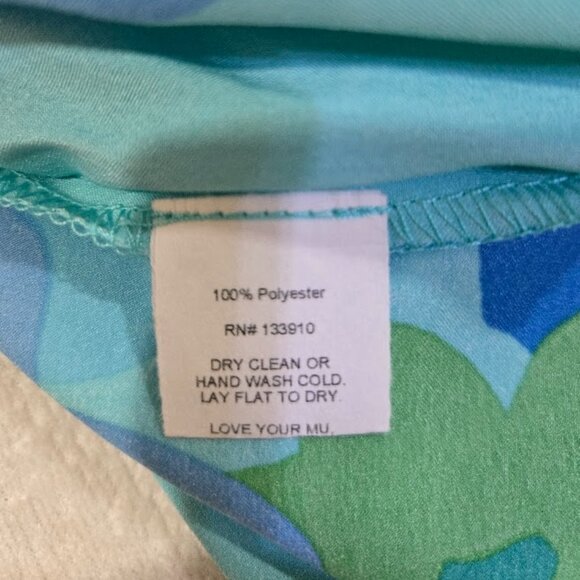 100% Polyester
RN# 133910
DRY CLEAN OR
HAND WASH COLD.
LAY FLAT TO DRY.
LOVE YOUR MU,